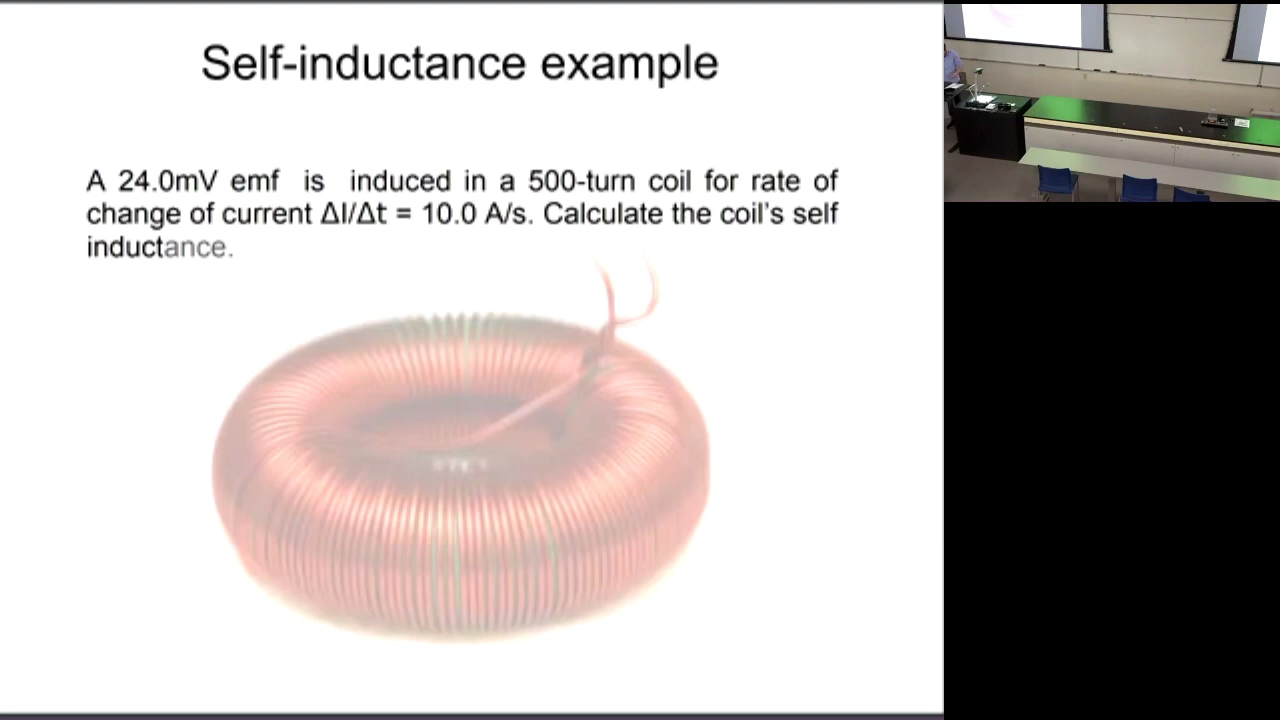 Self-inductance example
A 24.0mV emf is induced in a 500-turn coil for rate of
change of current ΔI/Δt = 10.0 A/s. Calculate the coil's self
inductance.